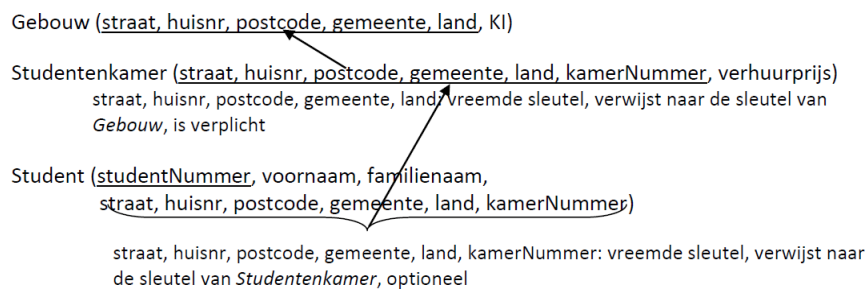 Gebouw (straat, huisnr, postcode, gemeente, land, KI)
Studentenkamer (straat, huisnr, postcode, gemeente, land, kamerNummer, verhuurprijs)
straat, huisnr, postcode, gemeente, land: vreemde sleutel, verwijst naar de sleutel van
Gebouw, is verplicht
Student (studentNummer, voornaam, familienaam,
straat, huisnr, postcode, gemeente, land, kamerNummer)
straat, huisnr, postcode, gemeente, land, kamerNummer: vreemde sleutel, verwijst naar
de sleutel van Studentenkamer, optioneel